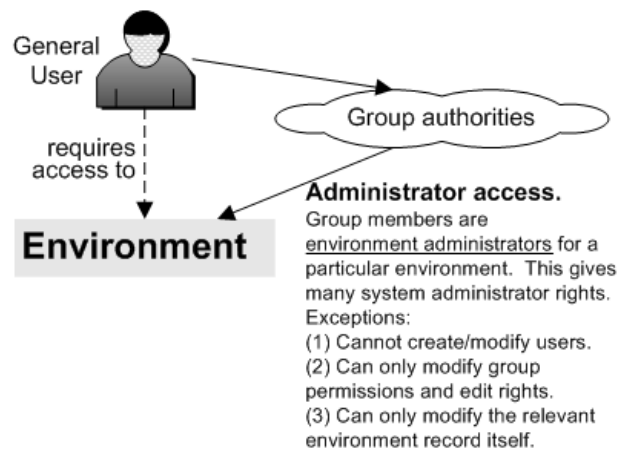 General
User
Group authorities
requires
access to
Environment
Administrator access.
Group members are
environment administrators for a
particular environment.  This gives
many system administrator rights.
Exceptions:
(1) Cannot create/modify users.
(2) Can only modify group
permissions and edit rights.
(3) Can only modify the relevant
environment record itself.